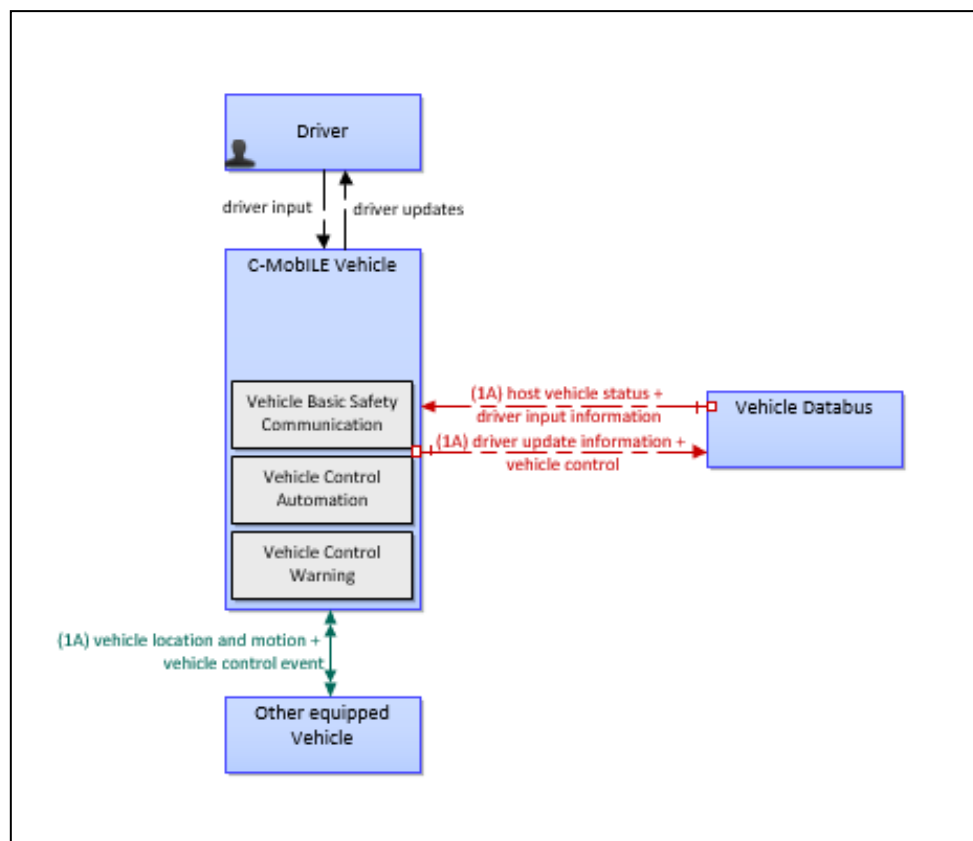 Driver
driver input
driver updates
C-MobILE Vehicle
Vehicle Basic Safety
Communication
Vehicle Control
Automation
Vehicle Control
Warning
(1A) host vehicle status +
driver input information
(1A) driver update information +
vehicle control
Vehicle Databus
(1A) vehicle location and motion +
vehicle control event
Other equipped
Vehicle